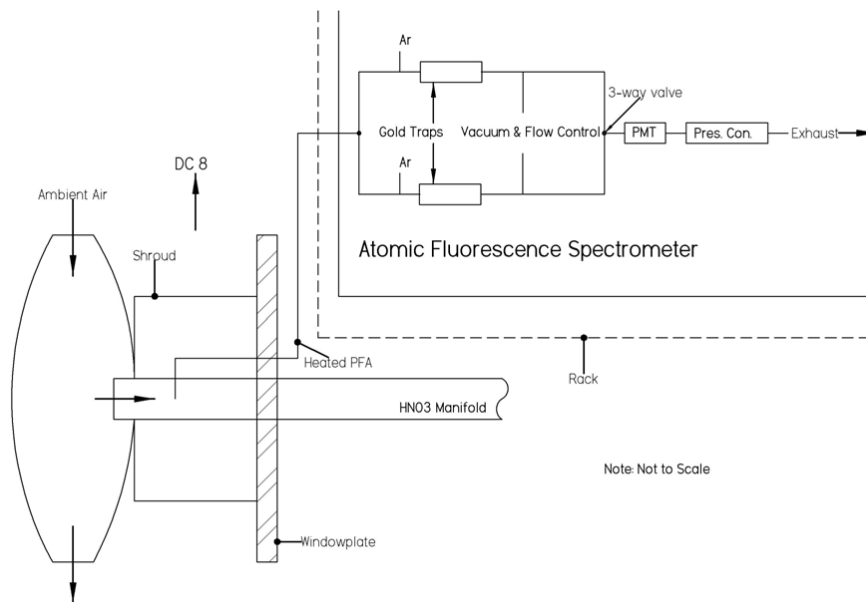 Ar
3-way valve
Gold Traps
Vacuum & Flow Control
PMT
Pres. Con.
Exhaust
Ar
DC 8
Ambient Air
Atomic Fluorescence Spectrometer
Shroud
Heated PFA
Rack
HNO3 Manifold
Note: Not to Scale
Windowplate